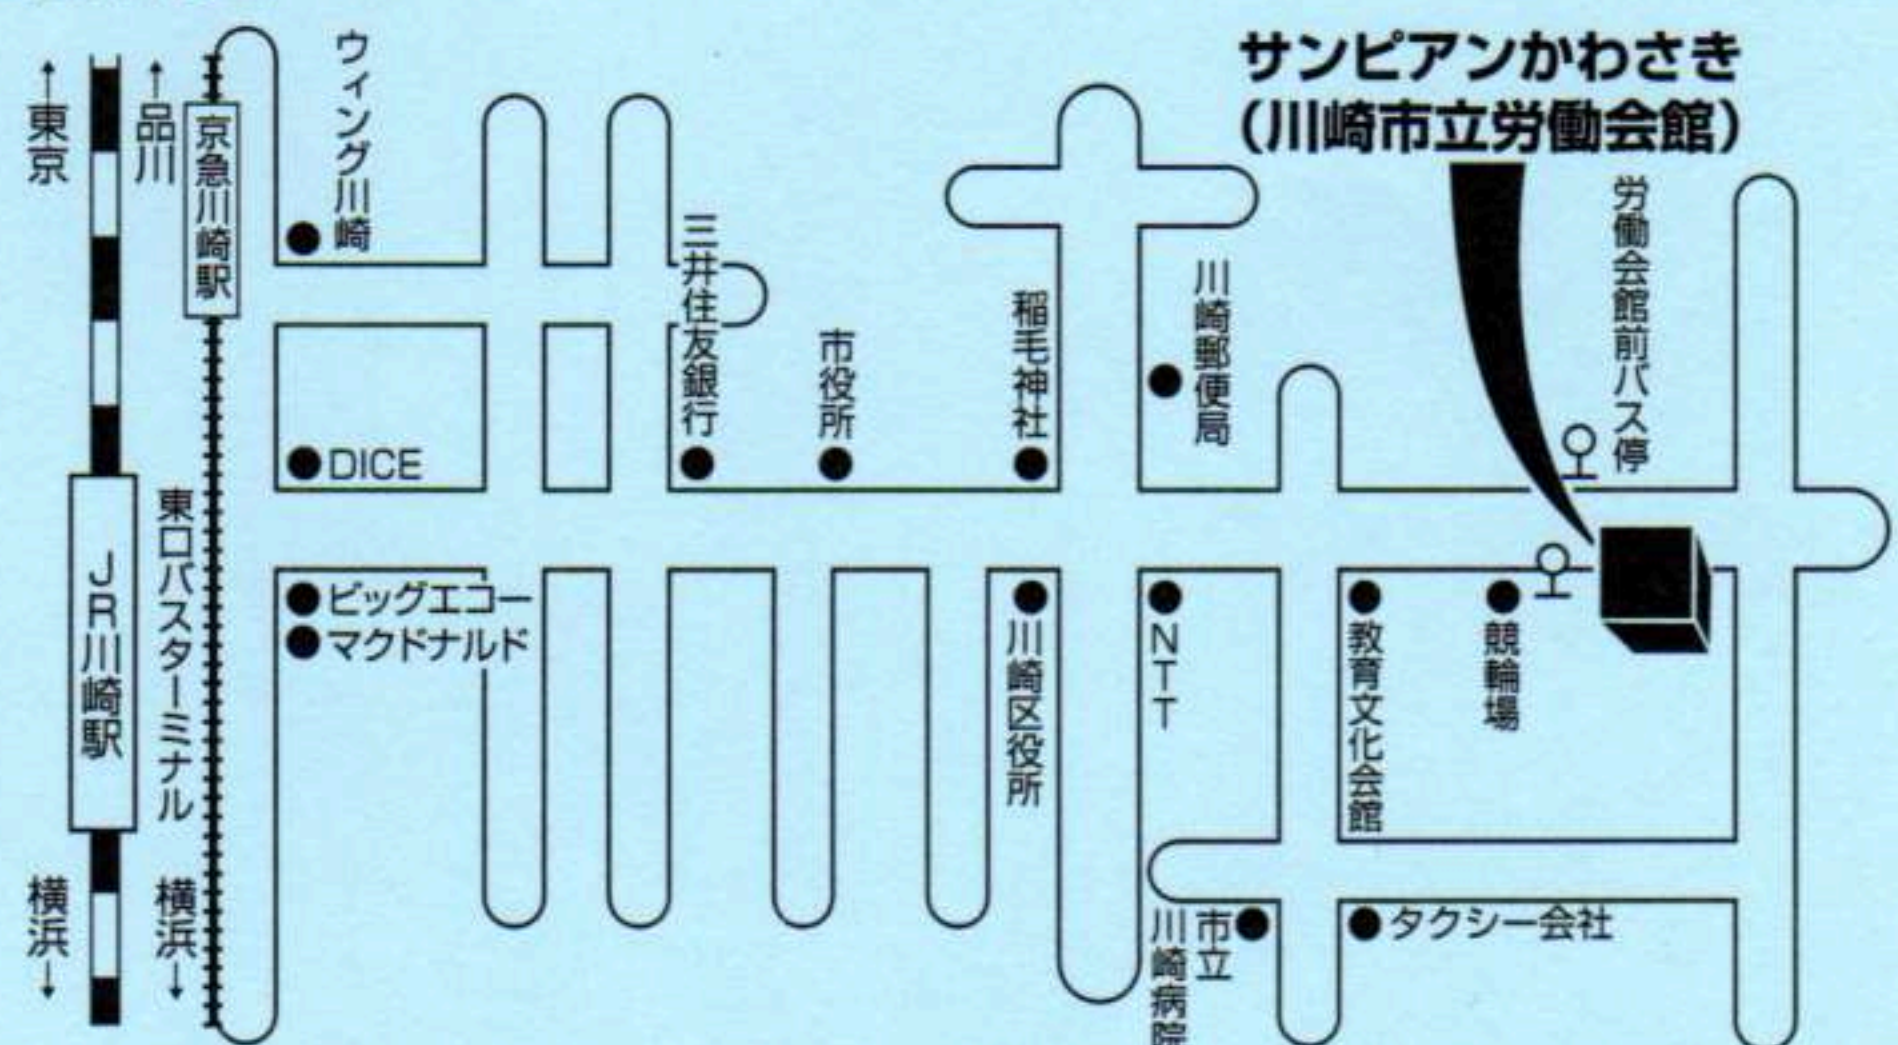 サンピアンかわさき
(川崎市立労働会館)
↑東京
↑品川
京急川崎駅
ウィング川崎
三井住友銀行
市役所
稲毛神社
川崎郵便局
労働会館前バス停
DICE
JR川崎駅
東口バスターミナル
ビッグエコー
マクドナルド
川崎区役所
NTT
教育文化会館
競輪場
横浜↓
横浜↓
市立
川崎病院
タクシー会社